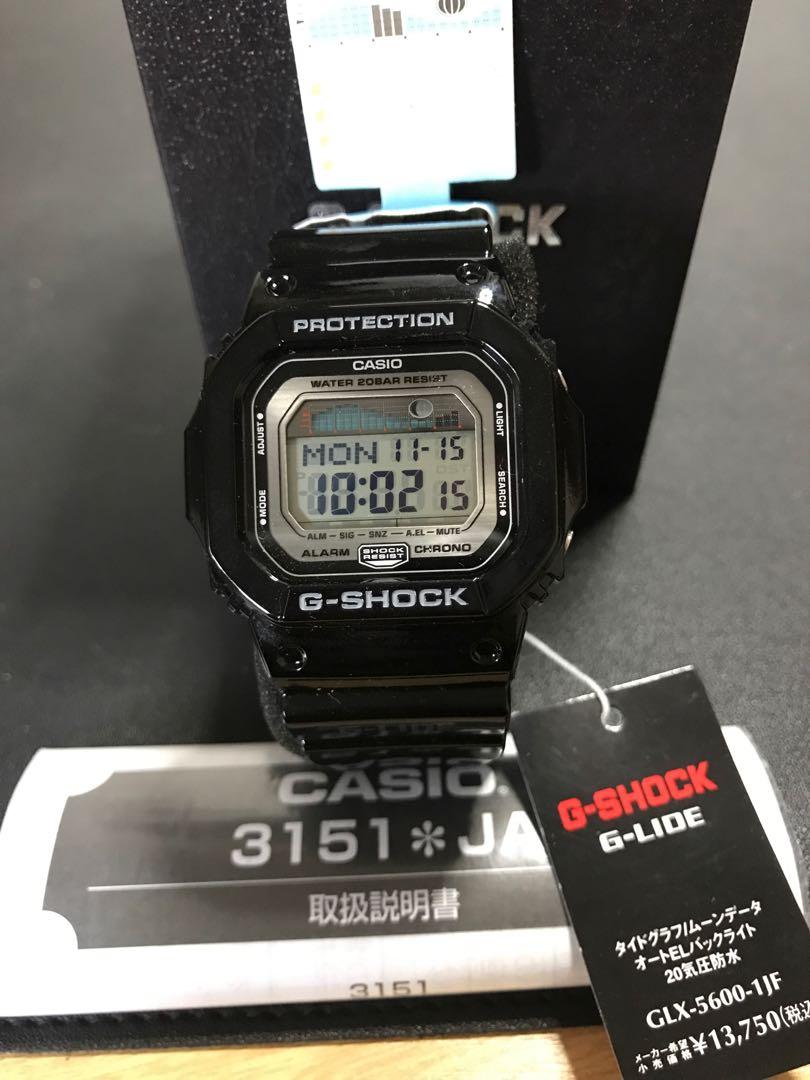 SHOCK
PROTECTION
CASIO
WATER 20BAR RESIST
ADJUST
MODE
LIGHT
SEARCH
MON 11-15
10:02 15
ALM – SIG – SNZ – A.EL – MUTE
ALARM SHOCK RESIST CHRONO
G-SHOCK
CASIO
3151*JA
取扱説明書
3151
G-SHOCK
G-LIDE
タイドグラフ/ムーンデータ
オートELバックライト
20気圧防水
GLX-5600-1JF
メーカー希望
小売価格 ¥13,750(税込